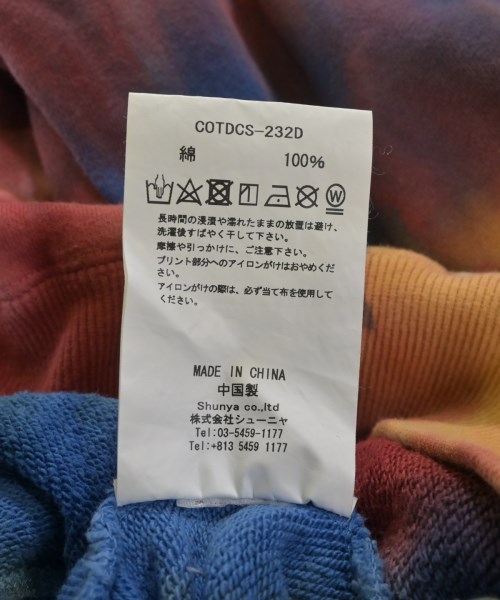 COTDCS-232D
綿 100%
W
長時間の浸漬や濡れたままの放置は避け、
洗濯後すばやく干して下さい。
摩擦や引っかけに、ご注意下さい。
プリント部分へのアイロンがけはおやめくだ
さい。
アイロンがけの際は、必ず当て布を使用して
ください。
MADE IN CHINA
中国製
Shunya co.,ltd
株式会社シューニャ
Tel:03-5459-1177
Tel:+813 5459 1177